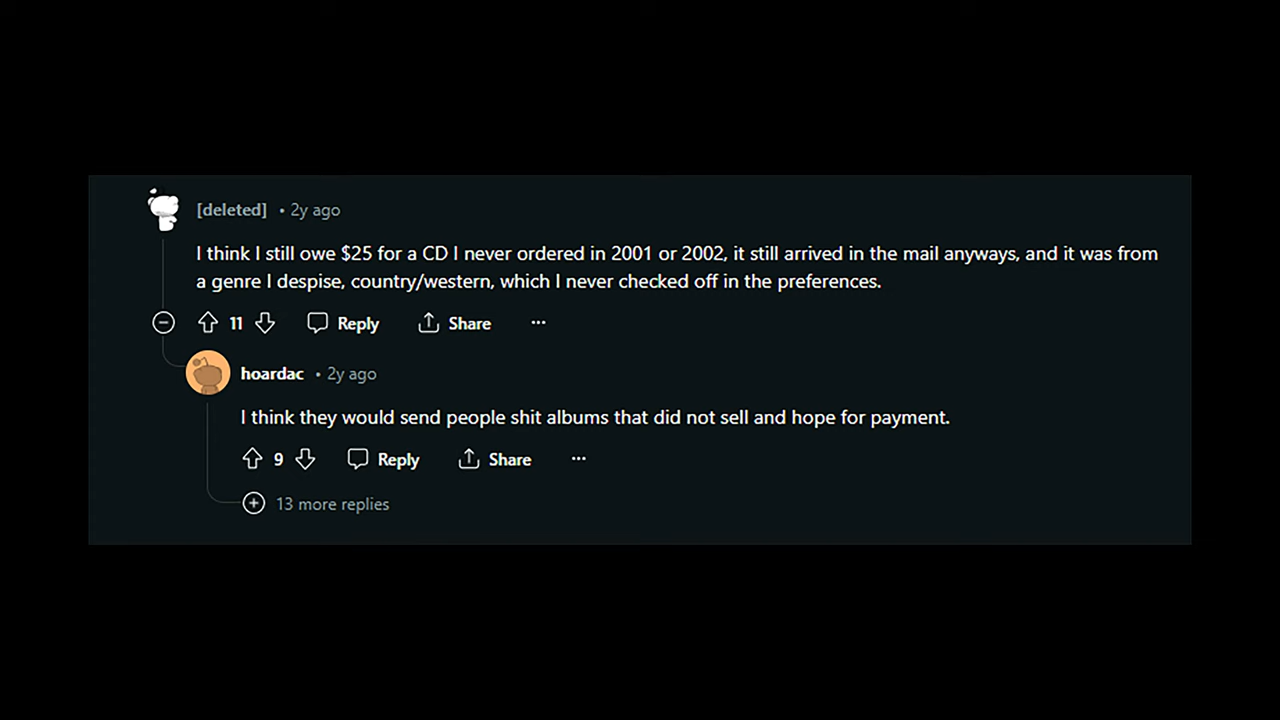 [deleted] • 2y ago
I think I still owe $25 for a CD I never ordered in 2001 or 2002, it still arrived in the mail anyways, and it was from
a genre I despise, country/western, which I never checked off in the preferences.
11 Reply Share ...
hoardac • 2y ago
I think they would send people shit albums that did not sell and hope for payment.
9 Reply Share ...
13 more replies